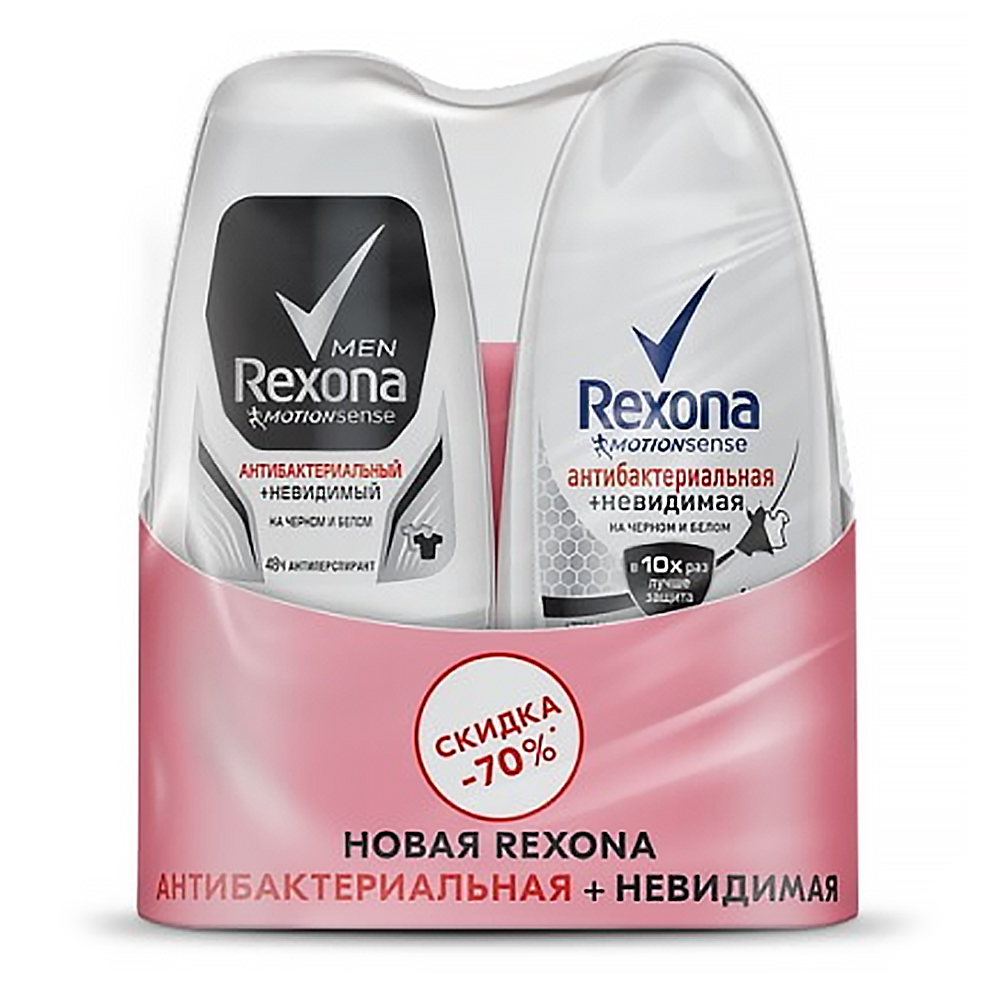 MEN
Rexona
MOTIONsense
АНТИБАКТЕРИАЛЬНЫЙ
+НЕВИДИМЫЙ
НА ЧЕРНОМ И БЕЛОМ
48Ч АНТИПЕРСПИРАНТ
Rexona
MOTIONsense
антибактериальная
+невидимая
НА ЧЕРНОМ И БЕЛОМ
в 10х раз
лучше
защита
СКИДКА
-70%*
НОВАЯ REXONA
АНТИБАКТЕРИАЛЬНАЯ + НЕВИДИМАЯ